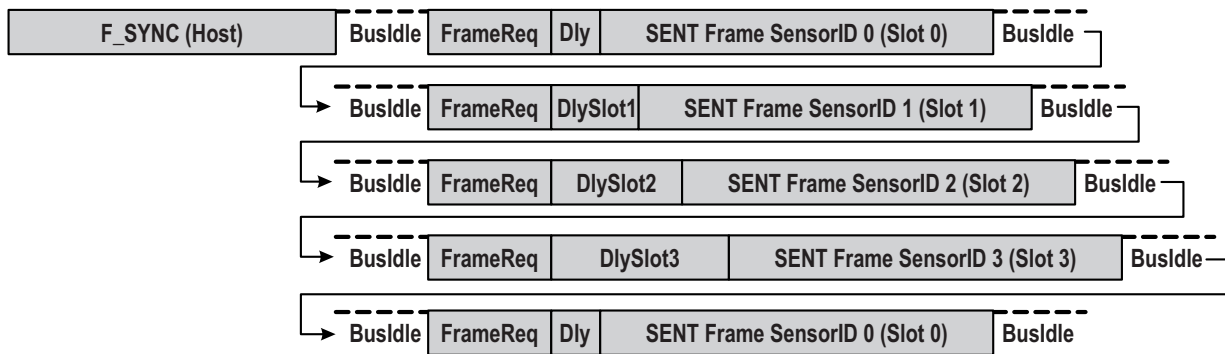 F_SYNC (Host) BusIdle FrameReq Dly SENT Frame SensorID 0 (Slot 0) BusIdle
BusIdle FrameReq DlySlot1 SENT Frame SensorID 1 (Slot 1) BusIdle
BusIdle FrameReq DlySlot2 SENT Frame SensorID 2 (Slot 2) BusIdle
BusIdle FrameReq DlySlot3 SENT Frame SensorID 3 (Slot 3) BusIdle
BusIdle FrameReq Dly SENT Frame SensorID 0 (Slot 0) BusIdle